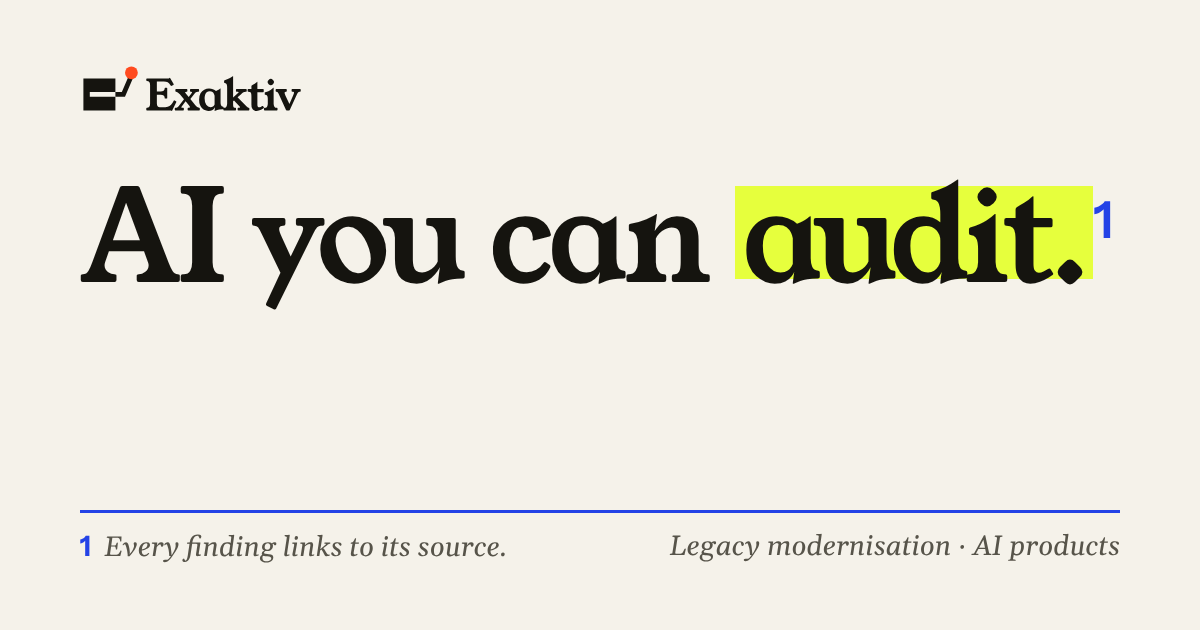 Exaktiv
AI you can audit.1
1 Every finding links to its source.
Legacy modernisation · AI products